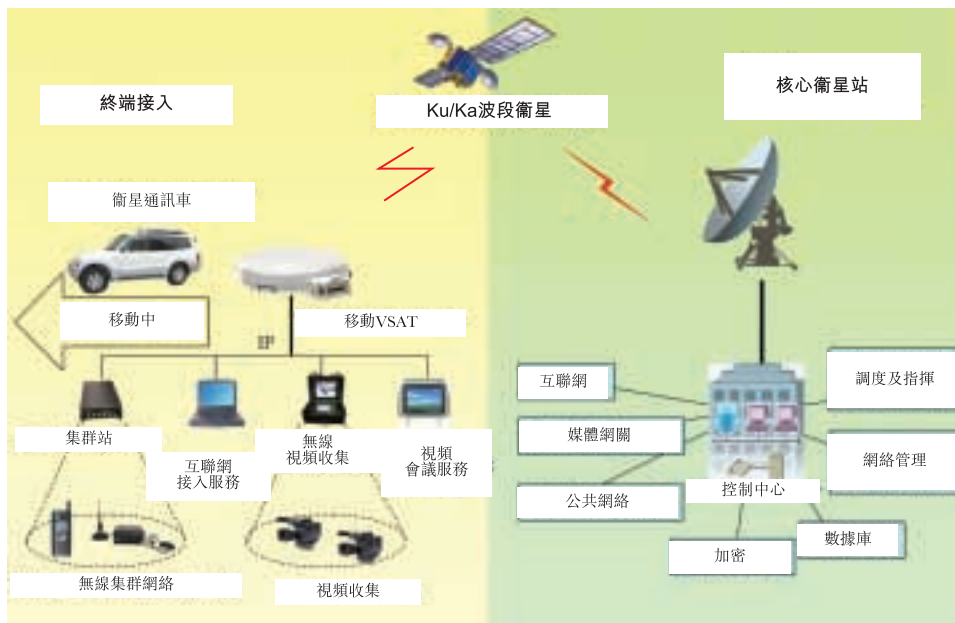 終端接入
Ku/Ka波段衞星
核心衞星站
衞星通訊車
移動中
IP
移動VSAT
集群站
互聯網
接入服務
無線
視頻收集
視頻
會議服務
無線集群網絡
視頻收集
互聯網
媒體網關
公共網絡
加密
控制中心
數據庫
網絡管理
調度及指揮